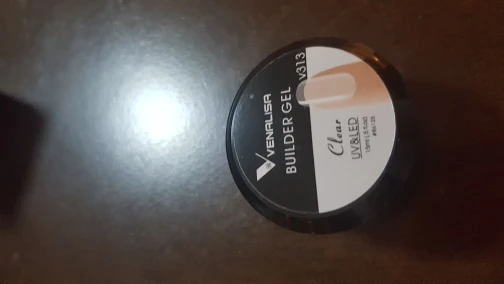 VENALISA
BUILDER GEL
V313
Clear
UV&LED